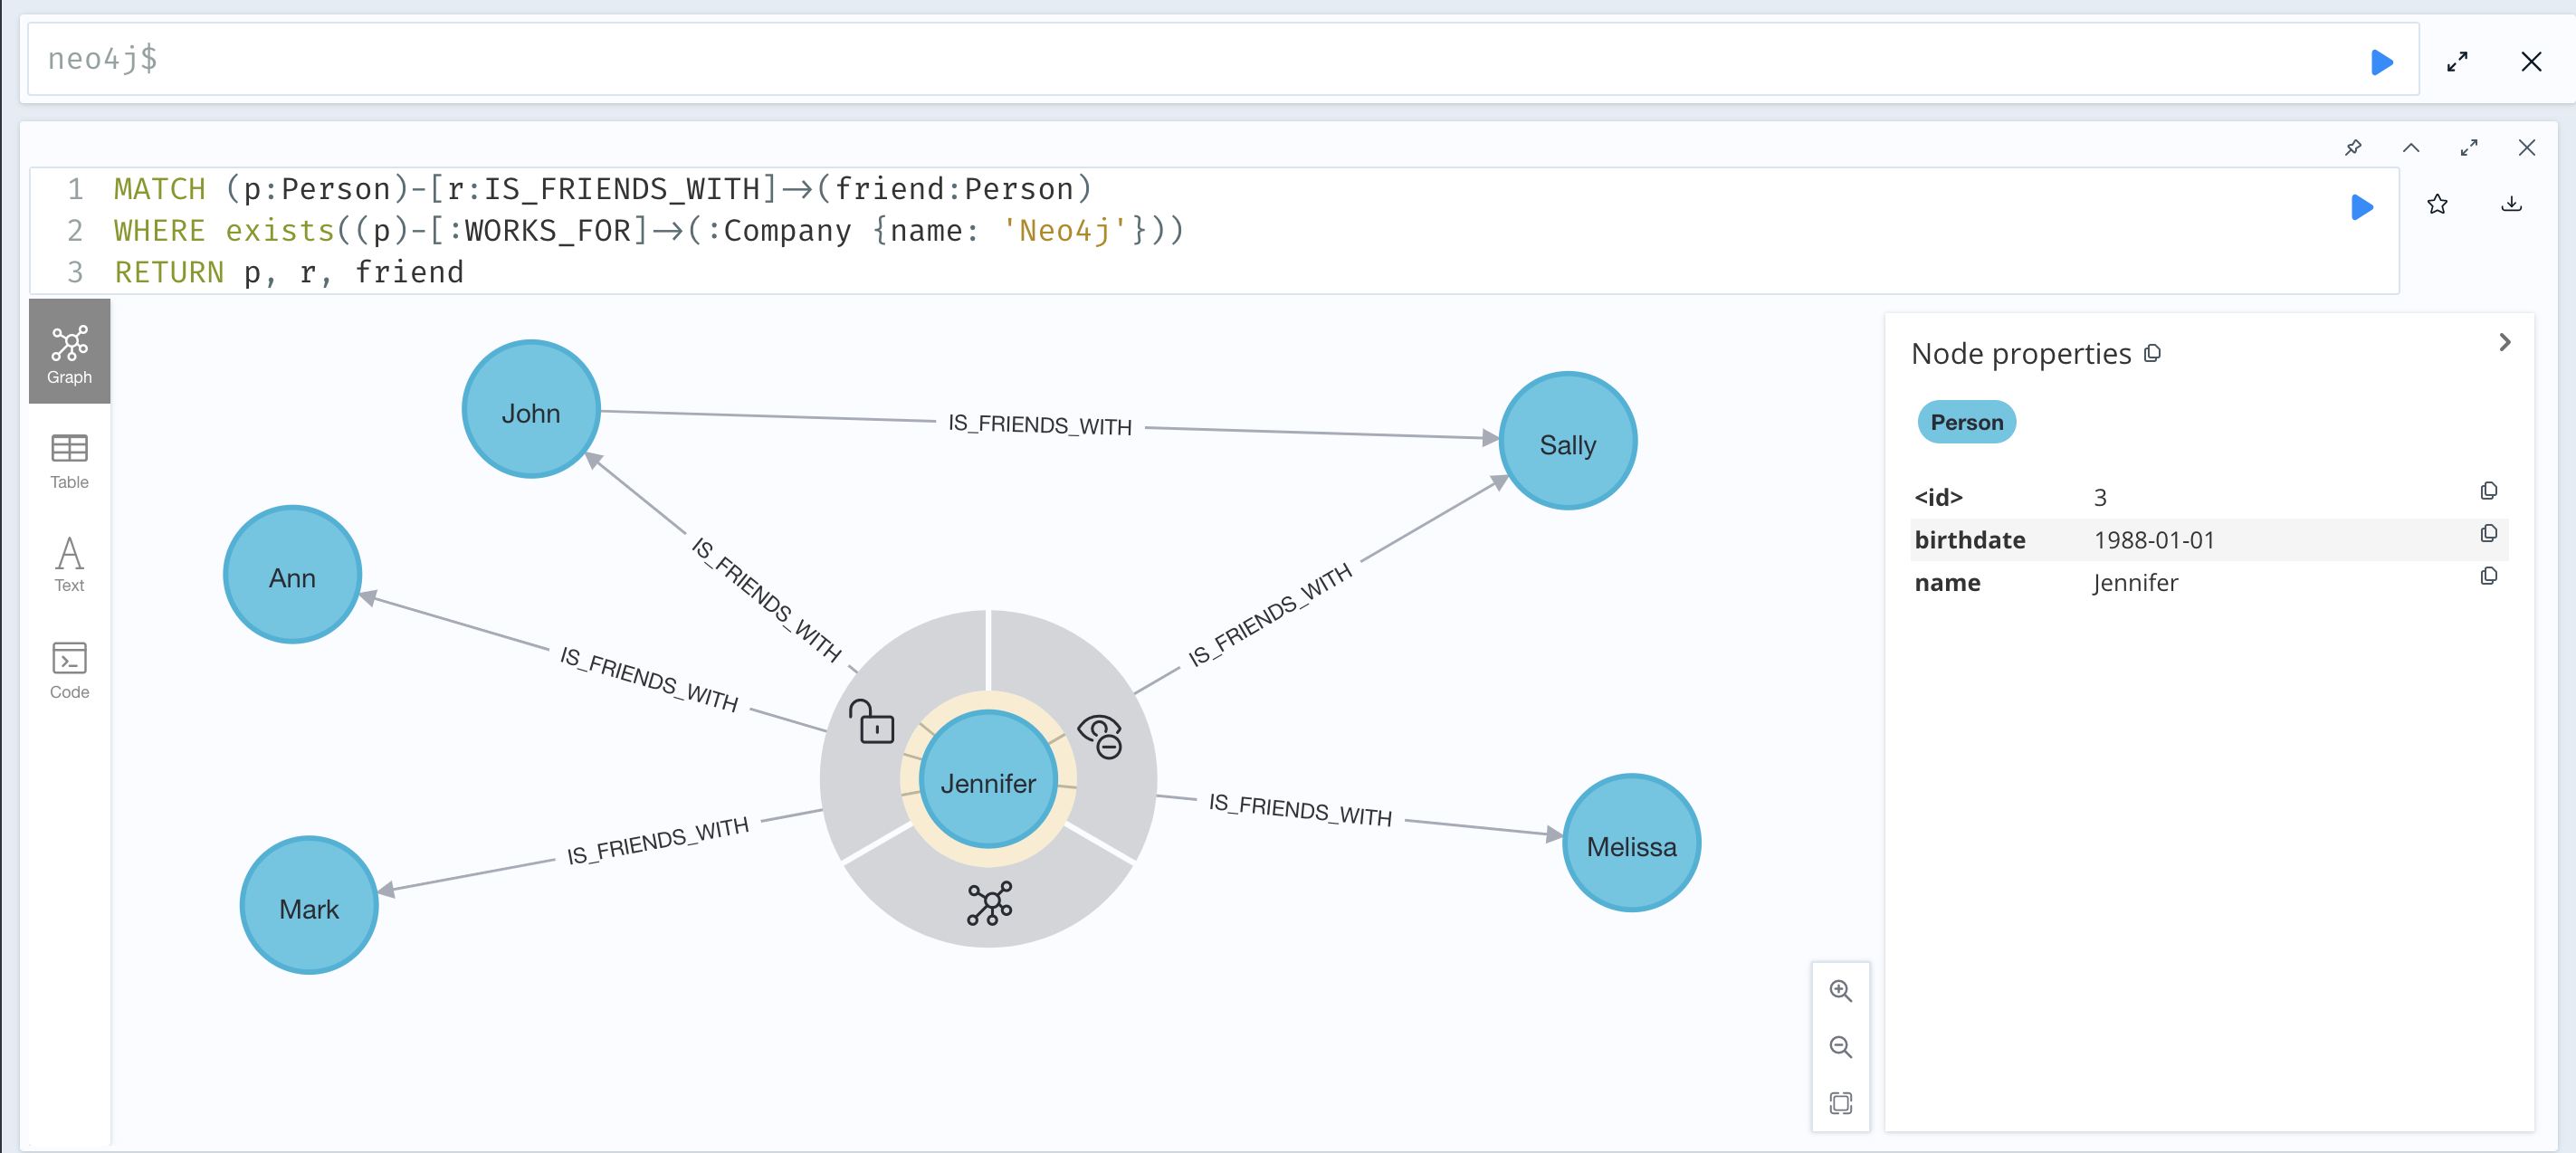 neo4j$
1 MATCH (p:Person)-[r:IS_FRIENDS_WITH]->(friend:Person)
2 WHERE exists((p)-[:WORKS_FOR]->(:Company {name: 'Neo4j'}))
3 RETURN p, r, friend
Graph
Table
Text
Code
John
IS_FRIENDS_WITH
Sally
Ann
IS_FRIENDS_WITH
IS_FRIENDS_WITH
IS_FRIENDS_WITH
Jennifer
IS_FRIENDS_WITH
Mark
IS_FRIENDS_WITH
Melissa
Node properties
Person
<id> 3
birthdate 1988-01-01
name Jennifer